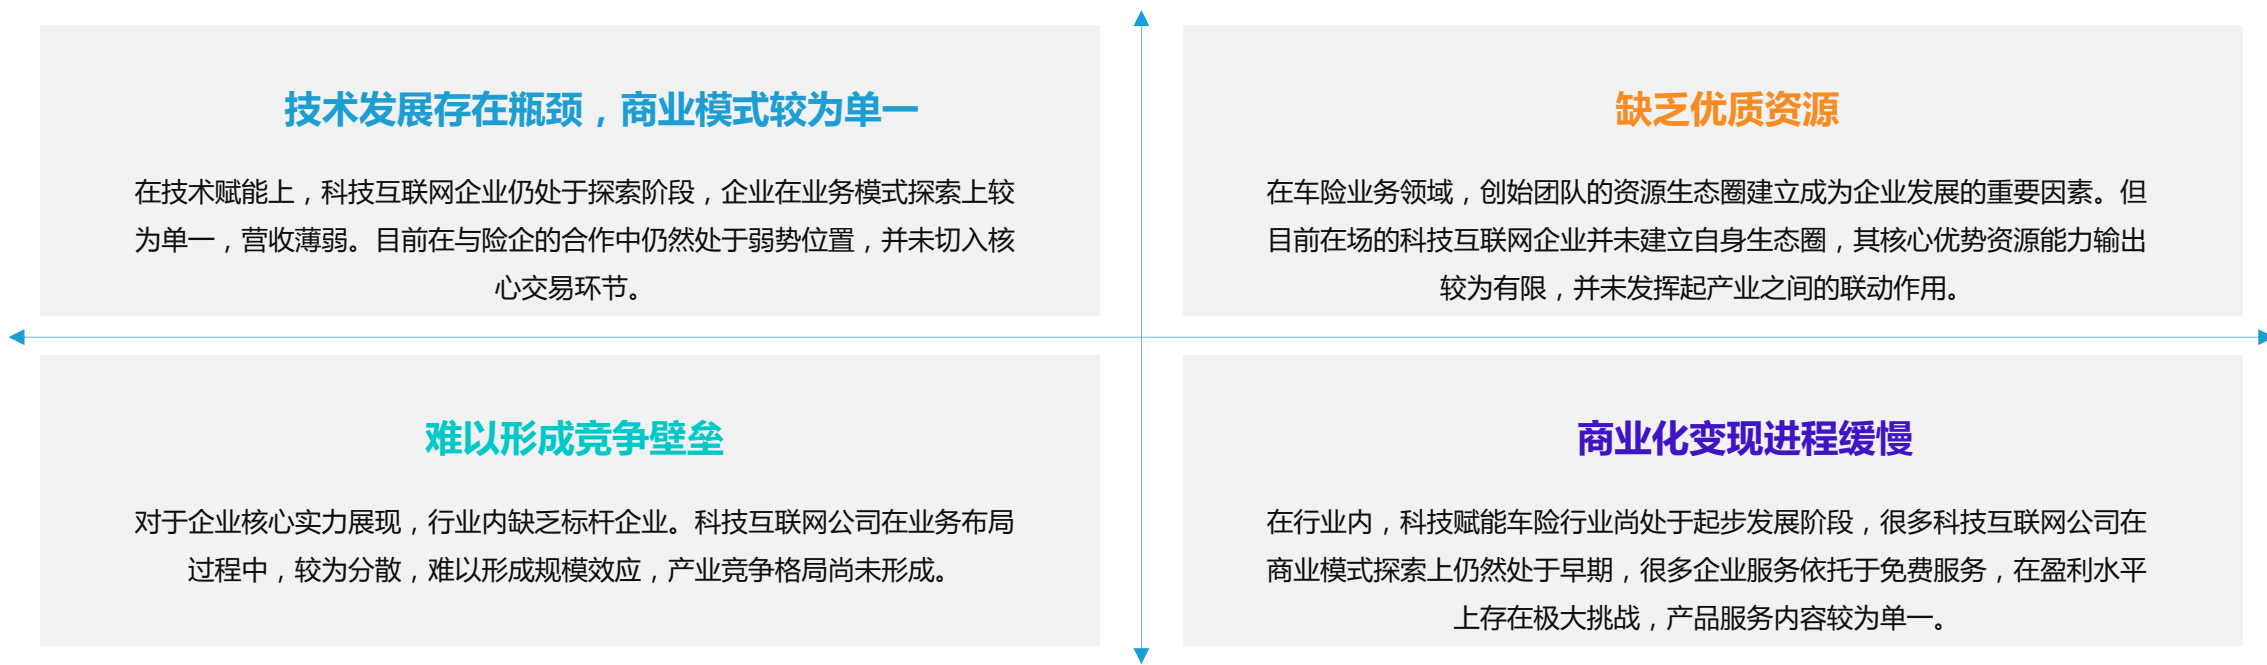 技术发展存在瓶颈，商业模式较为单一
在技术赋能上，科技互联网企业仍处于探索阶段，企业在业务模式探索上较
为单一，营收薄弱。目前在与险企的合作中仍然处于弱势位置，并未切入核
心交易环节。
缺乏优质资源
在车险业务领域，创始团队的资源生态圈建立成为企业发展的重要因素。但
目前在场的科技互联网企业并未建立自身生态圈，其核心优势资源能力输出
较为有限，并未发挥起产业之间的联动作用。
难以形成竞争壁垒
对于企业核心实力展现，行业内缺乏标杆企业。科技互联网公司在业务布局
过程中，较为分散，难以形成规模效应，产业竞争格局尚未形成。
商业化变现进程缓慢
在行业内，科技赋能车险行业尚处于起步发展阶段，很多科技互联网公司在
商业模式探索上仍然处于早期，很多企业服务依托于免费服务，在盈利水平
上存在极大挑战，产品服务内容较为单一。